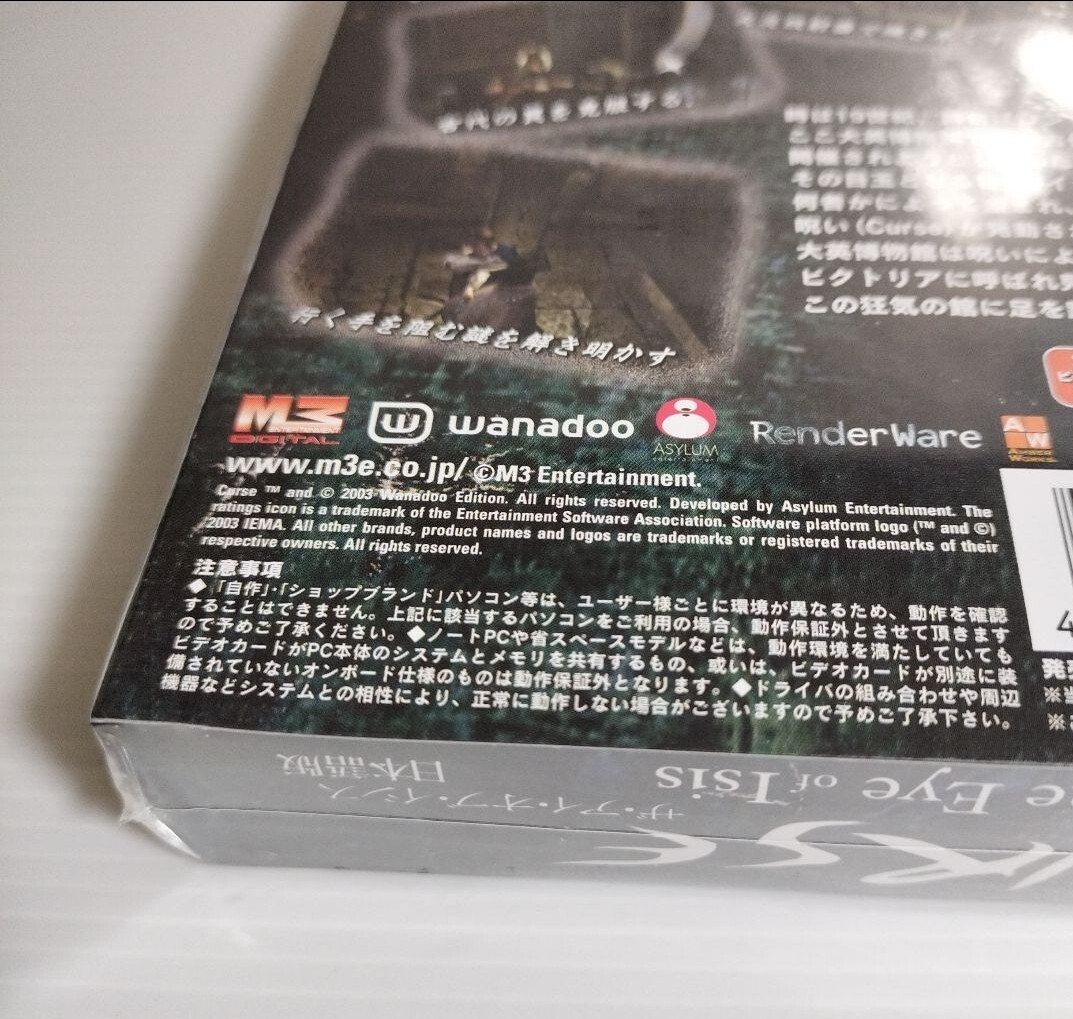 古代の罠を克服する。
時は19世紀
ここ大英博
開催され
その目玉
何者かによ
呪い(Curse)が発動さ
大英博物館は呪いによ
ビクトリアに呼ばれ
この狂気の館に足を
行く手を阻む謎を解き明かす
M3 ENTERTAINMENT DIGITAL
w wanadoo
ASYLUM
RenderWare
AW
www.m3e.co.jp/ ©M3 Entertainment.
Curse ™ and © 2003 Wanadoo Edition. All rights reserved. Developed by Asylum Entertainment. The
ratings icon is a trademark of the Entertainment Software Association. Software platform logo (™ and ©)
2003 IEMA. All other brands, product names and logos are trademarks or registered trademarks of their
respective owners. All rights reserved.
注意事項
◆「自作」・「ショップブランド」パソコン等は、ユーザー様ごとに環境が異なるため、動作を確認
することはできません。上記に該当するパソコンをご利用の場合、動作保証外とさせて頂きます
ので予めご了承ください。◆ノートPCや省スペースモデルなどは、動作環境を満たしていても
ビデオカードがPC本体のシステムとメモリを共有するもの、或いは、ビデオカードが別途に装
備されていないオンボード仕様のものは動作保証外となります。◆ドライバの組み合わせや周辺
機器などシステムとの相性により、正常に動作しない場合がございますので予めご了承下さい。
4
発
※当
※
e Eye of Isis
ザ・アイ・オブ・イシス
日本語版
RSE